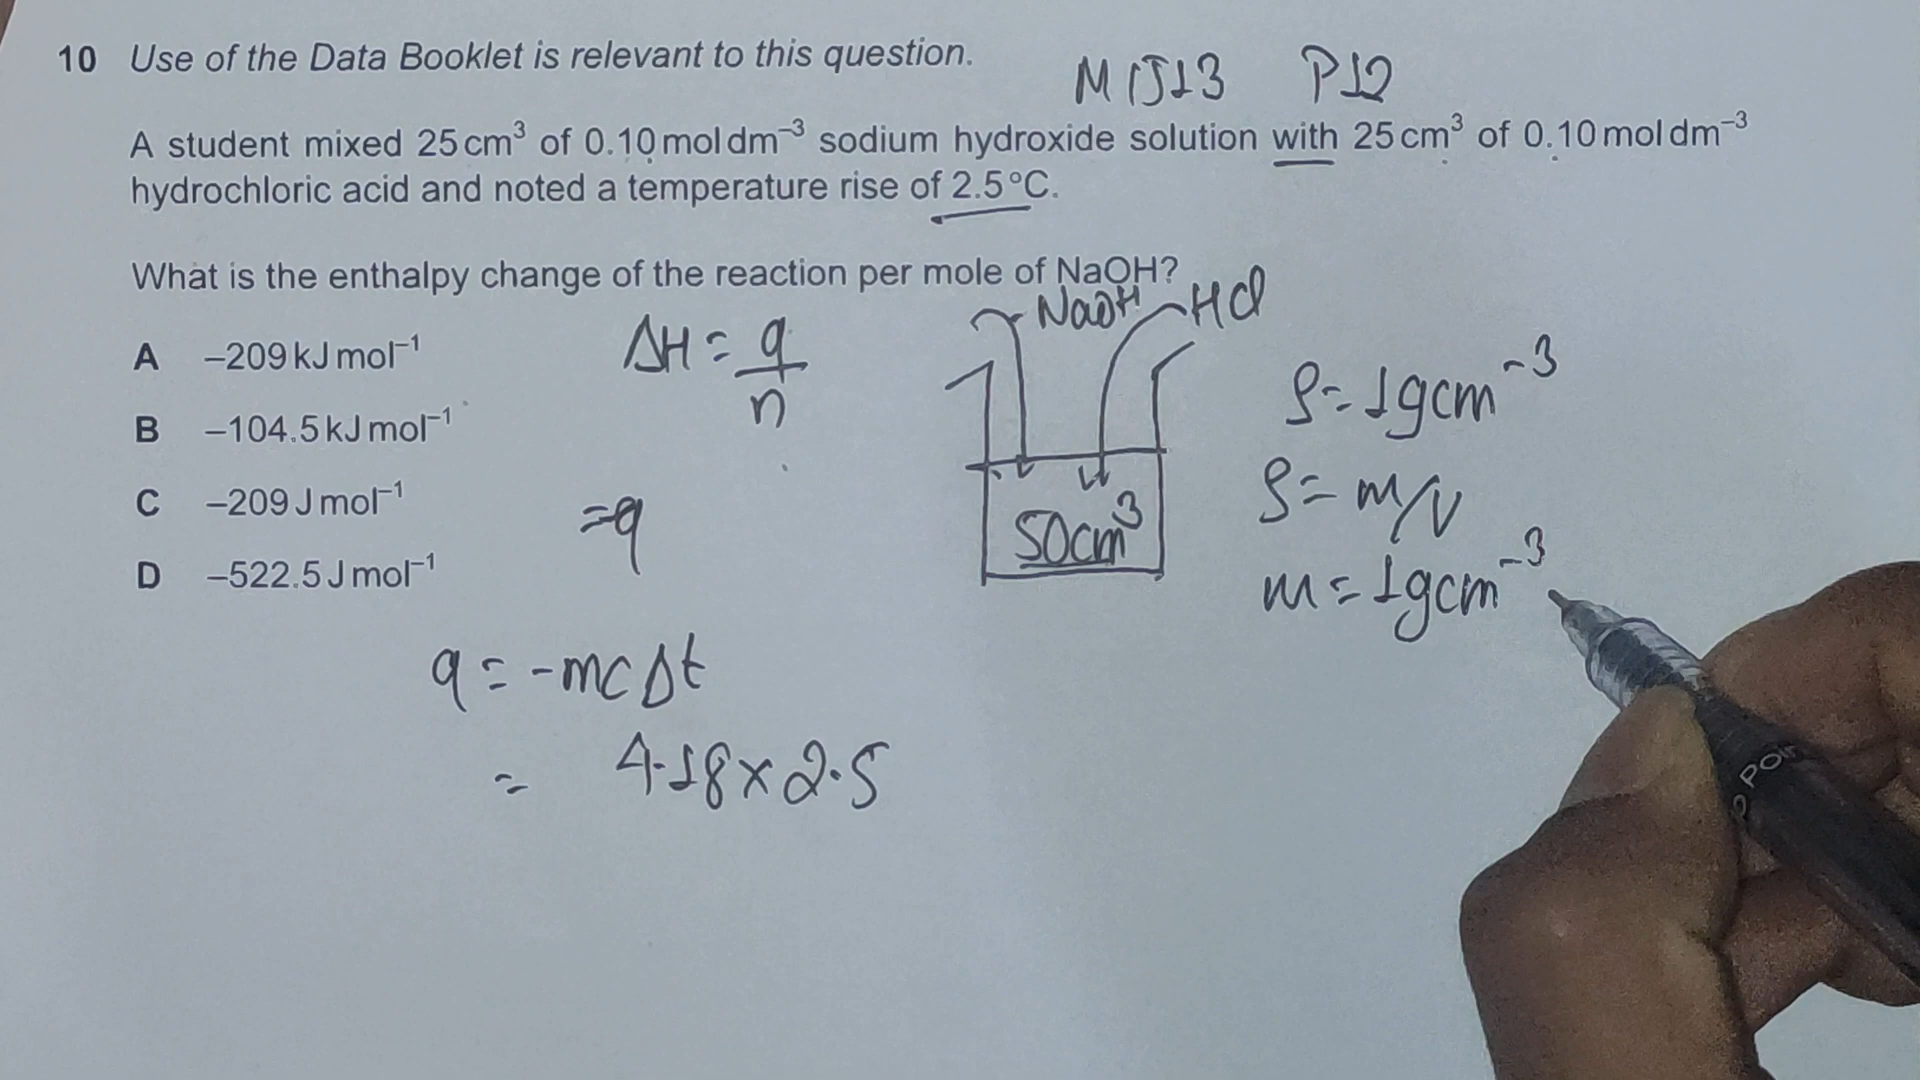 10 Use of the Data Booklet is relevant to this question.
M/J13 P12
A student mixed 25 cm³ of 0.10 mol dm⁻³ sodium hydroxide solution with 25 cm³ of 0.10 mol dm⁻³
hydrochloric acid and noted a temperature rise of 2.5 °C.
What is the enthalpy change of the reaction per mole of NaOH?
NaOH HCl
A –209 kJ mol⁻¹
B –104.5 kJ mol⁻¹
C –209 J mol⁻¹
D –522.5 J mol⁻¹
ΔH = q/n
= q
50cm³
ρ = 1gcm⁻³
ρ = m/V
m = 1gcm⁻³
q = -mcΔt
= 4.18 × 2.5
PO